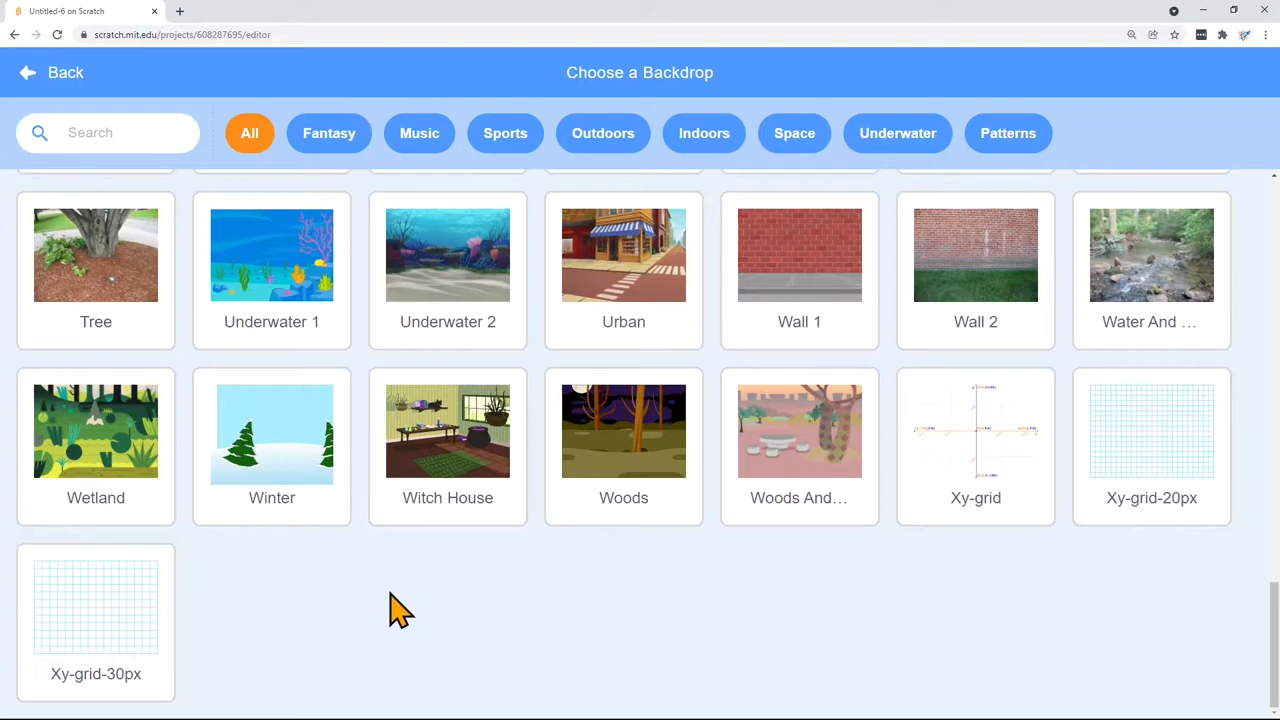 Untitled-6 on Scratch
scratch.mit.edu/projects/608287695/editor
Back
Choose a Backdrop
Search
All
Fantasy
Music
Sports
Outdoors
Indoors
Space
Underwater
Patterns
Tree
Underwater 1
Underwater 2
Urban
Wall 1
Wall 2
Water And ...
Wetland
Winter
Witch House
Woods
Woods And...
Xy-grid
Xy-grid-20px
Xy-grid-30px